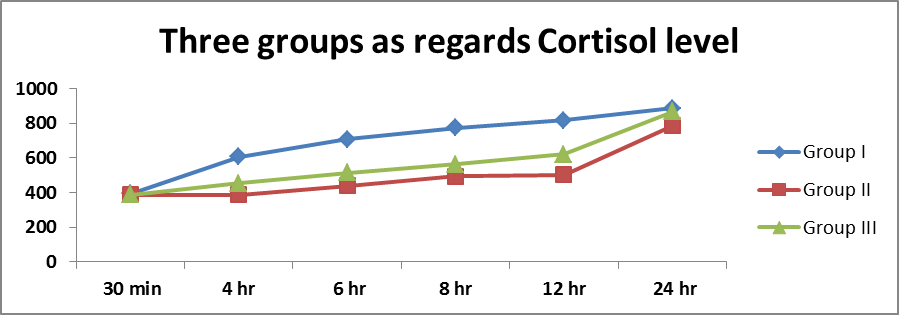 Three groups as regards Cortisol level
1000
800
600
400
200
0
30 min 4 hr 6 hr 8 hr 12 hr 24 hr
Group I
Group II
Group III